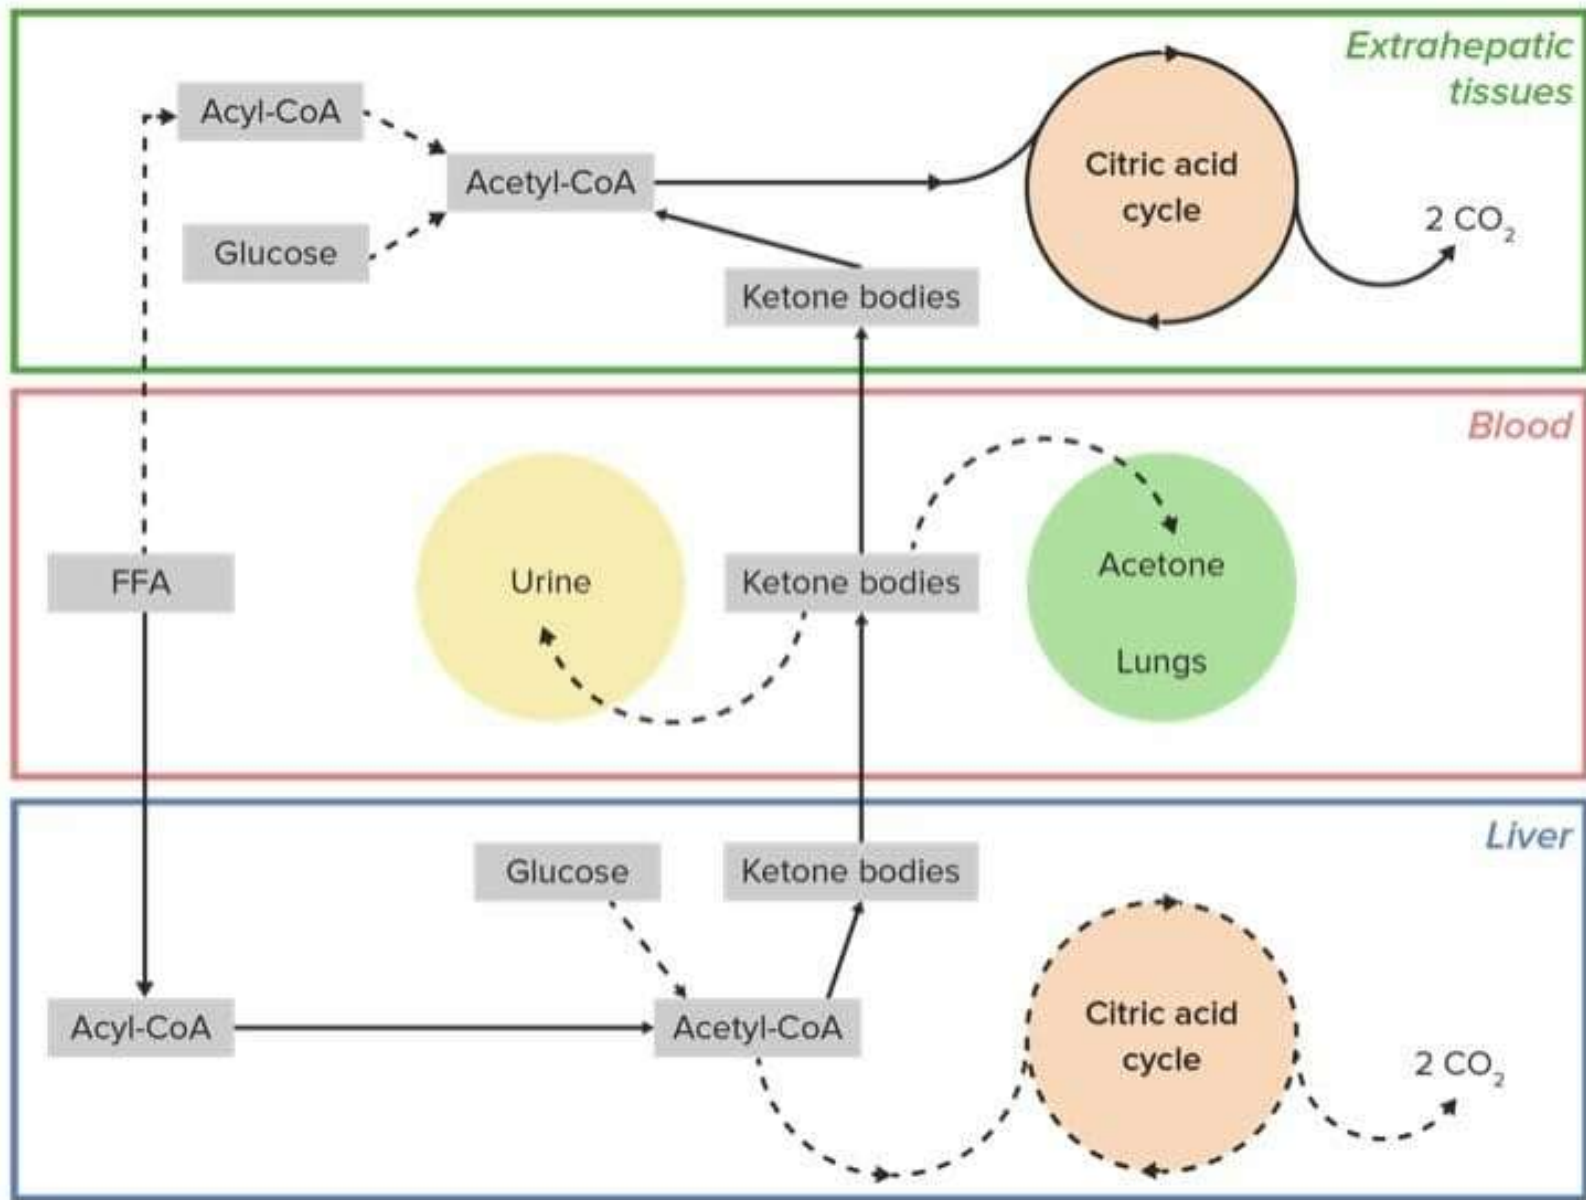 Extrahepatic
tissues
Acyl-CoA
Acetyl-CoA
Glucose
Ketone bodies
Citric acid
cycle
2 CO₂
Blood
FFA
Urine
Ketone bodies
Acetone
Lungs
Liver
Glucose
Ketone bodies
Acyl-CoA
Acetyl-CoA
Citric acid
cycle
2 CO₂